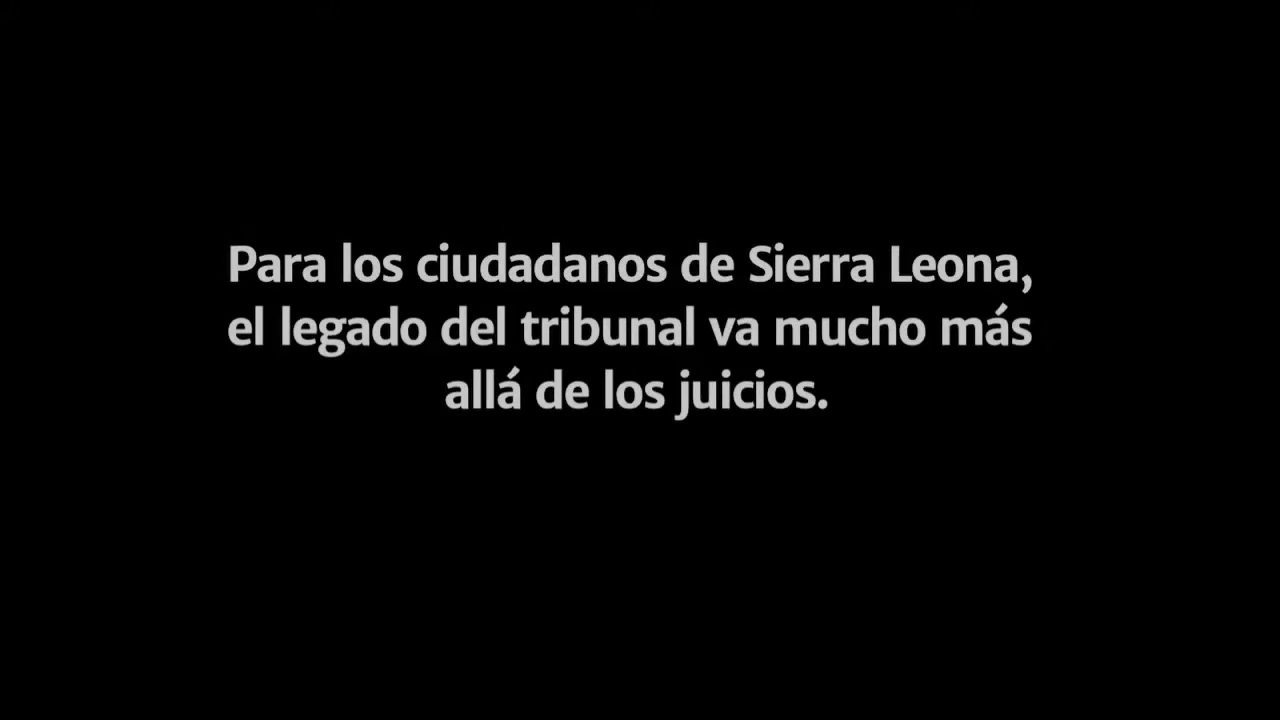 Para los ciudadanos de Sierra Leona,
el legado del tribunal va mucho más
allá de los juicios.